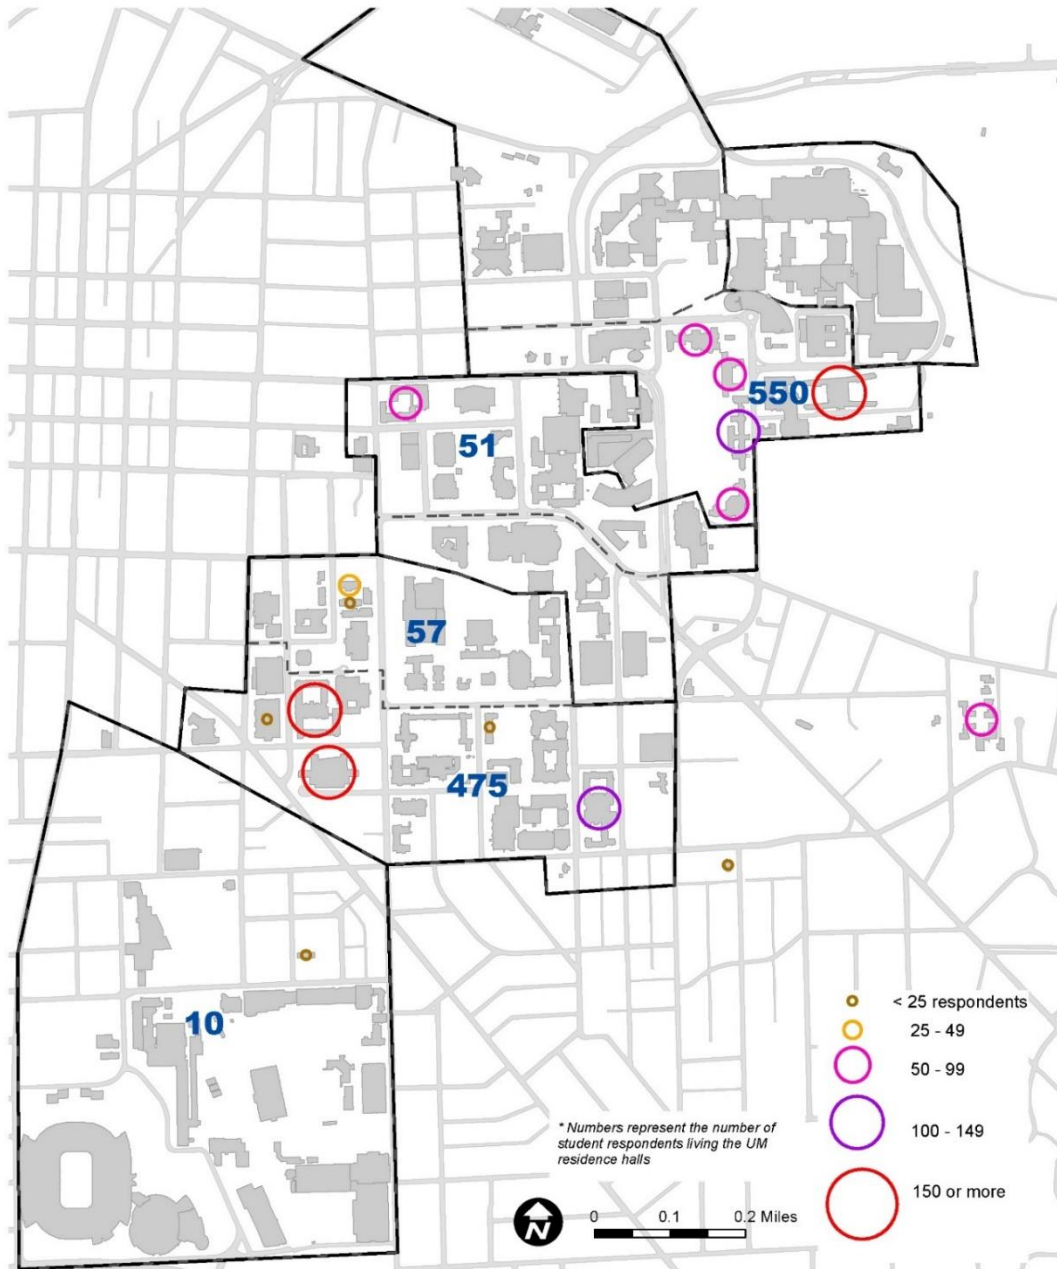 550
51
57
475
10
< 25 respondents
25 - 49
50 - 99
100 - 149
150 or more
* Numbers represent the number of
student respondents living the UM
residence halls
N
0 0.1 0.2 Miles